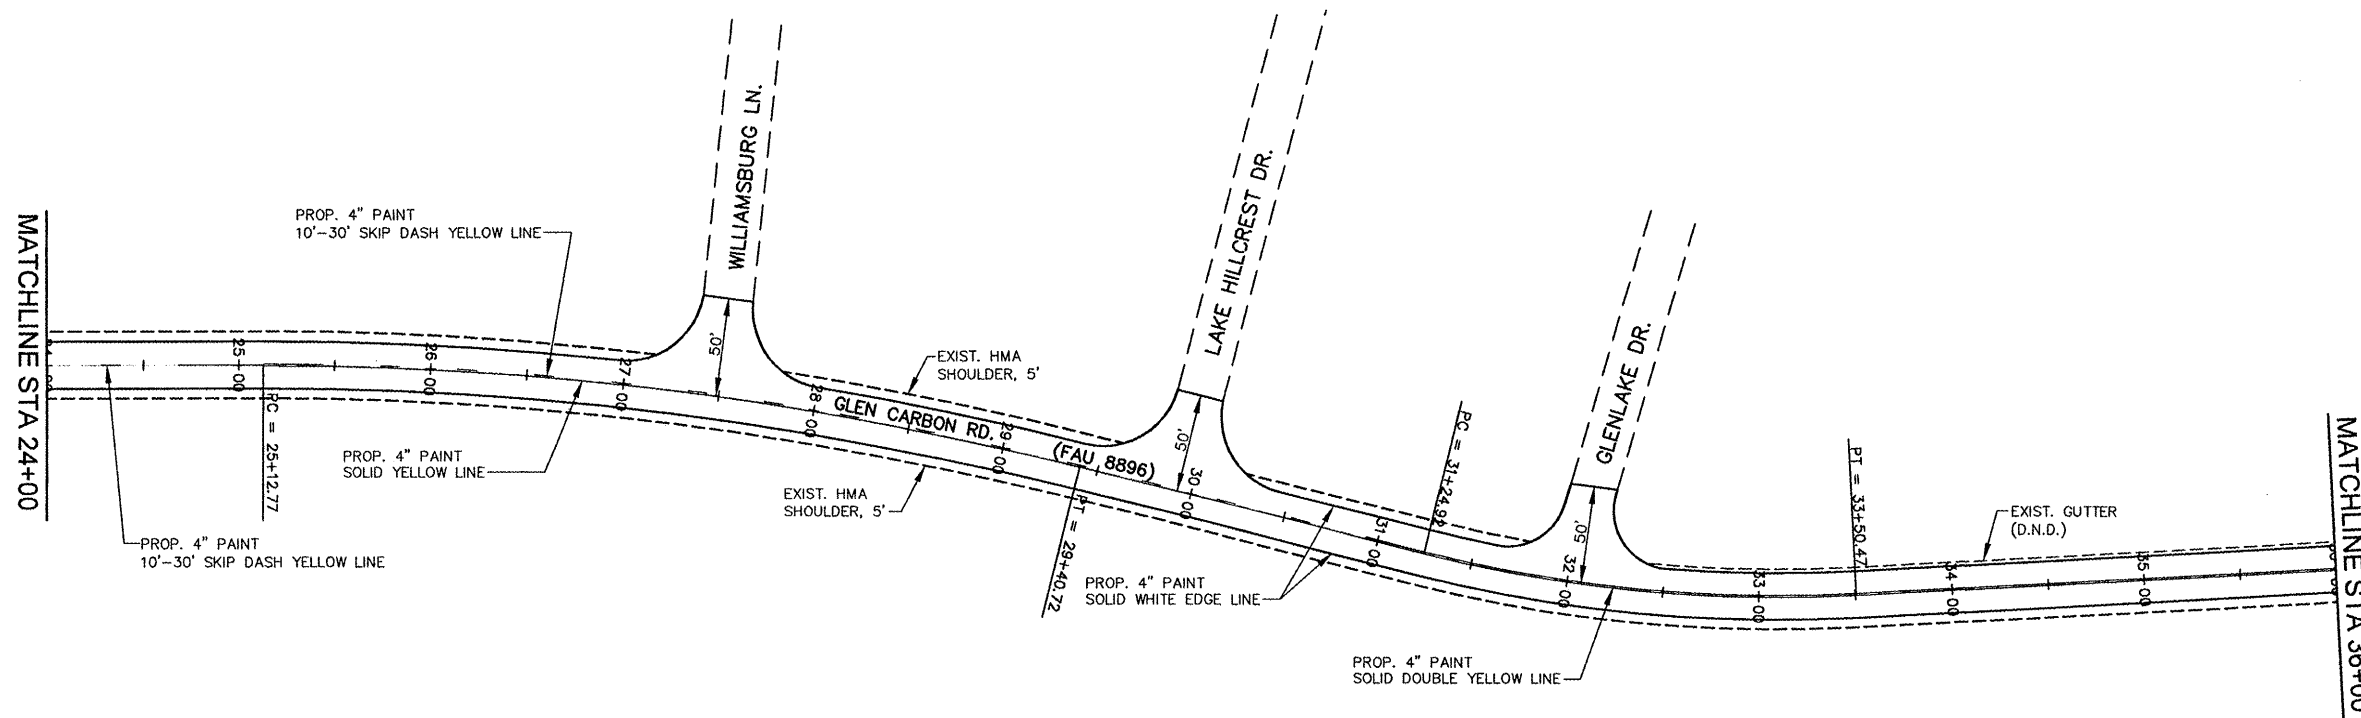 MATCHLINE STA 24+00
PROP. 4" PAINT
10'-30' SKIP DASH YELLOW LINE
PROP. 4" PAINT
10'-30' SKIP DASH YELLOW LINE
25+00
PC = 25+12.77
26+00
PROP. 4" PAINT
SOLID YELLOW LINE
27+00
WILLIAMSBURG LN.
50'
28+00
EXIST. HMA
SHOULDER, 5'
GLEN CARBON RD.
(FAU 8896)
EXIST. HMA
SHOULDER, 5'
29+00
PT = 29+40.72
LAKE HILLCREST DR.
50'
30+00
PROP. 4" PAINT
SOLID WHITE EDGE LINE
31+00
PC = 31+24.92
GLENLAKE DR.
50'
32+00
PROP. 4" PAINT
SOLID DOUBLE YELLOW LINE
33+00
PT = 33+50.47
34+00
EXIST. GUTTER
(D.N.D.)
35+00
MATCHLINE STA 36+00